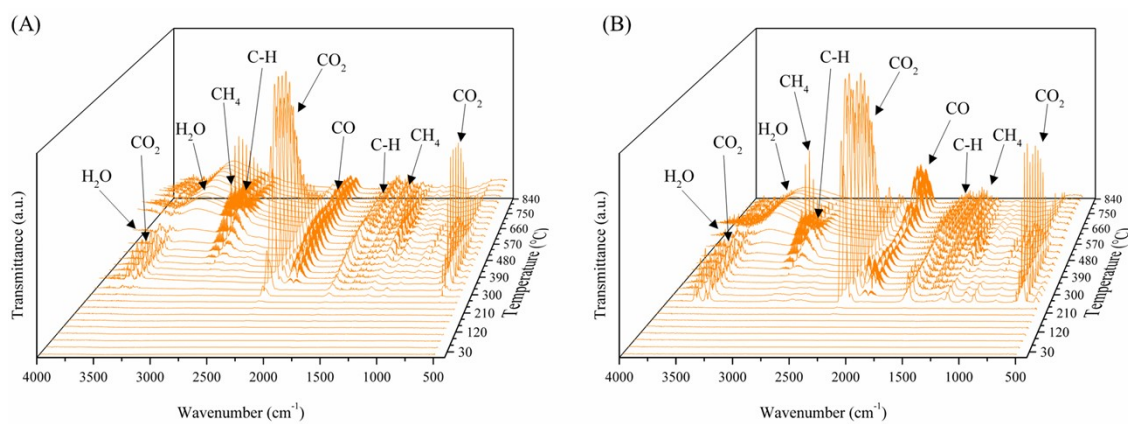 (A)
CO₂
C-H
CH₄
H₂O
CO₂
H₂O
CO
C-H
CH₄
CO₂
Transmittance (a.u.)
840
750
660
570
480
390
300
210
120
30
Temperature (°C)
4000 3500 3000 2500 2000 1500 1000 500
Wavenumber (cm⁻¹)
(B)
C-H
CO₂
CH₄
H₂O
CO₂
H₂O
CO
C-H
CH₄
CO₂
Transmittance (a.u.)
840
750
660
570
480
390
300
210
120
30
Temperature (°C)
4000 3500 3000 2500 2000 1500 1000 500
Wavenumber (cm⁻¹)